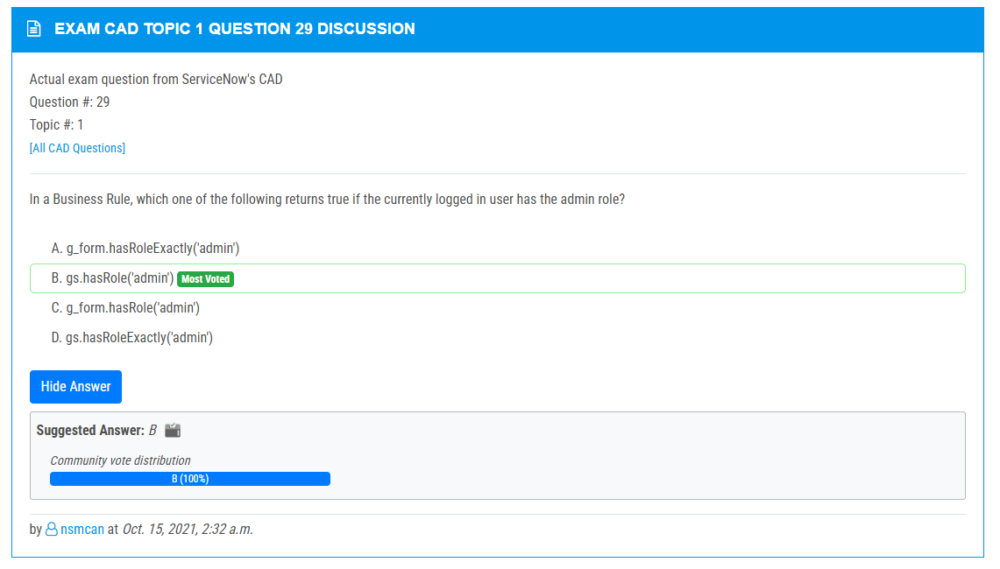 EXAM CAD TOPIC 1 QUESTION 29 DISCUSSION
Actual exam question from ServiceNow's CAD
Question #: 29
Topic #: 1
[All CAD Questions]
In a Business Rule, which one of the following returns true if the currently logged in user has the admin role?
A. g_form.hasRoleExactly('admin')
B. gs.hasRole('admin') Most Voted
C. g_form.hasRole('admin')
D. gs.hasRoleExactly('admin')
Hide Answer
Suggested Answer: B
Community vote distribution
B (100%)
by nsmcan at Oct. 15, 2021, 2:32 a.m.